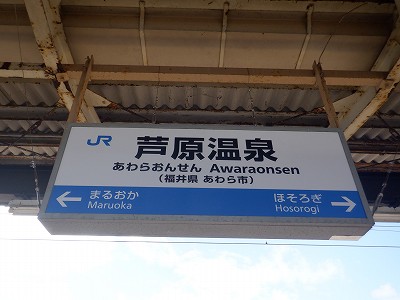 JR
芦原温泉
あわらおんせん Awaraonsen
（福井県 あわら市）
← まるおか ほそろぎ →
Maruoka Hosorogi